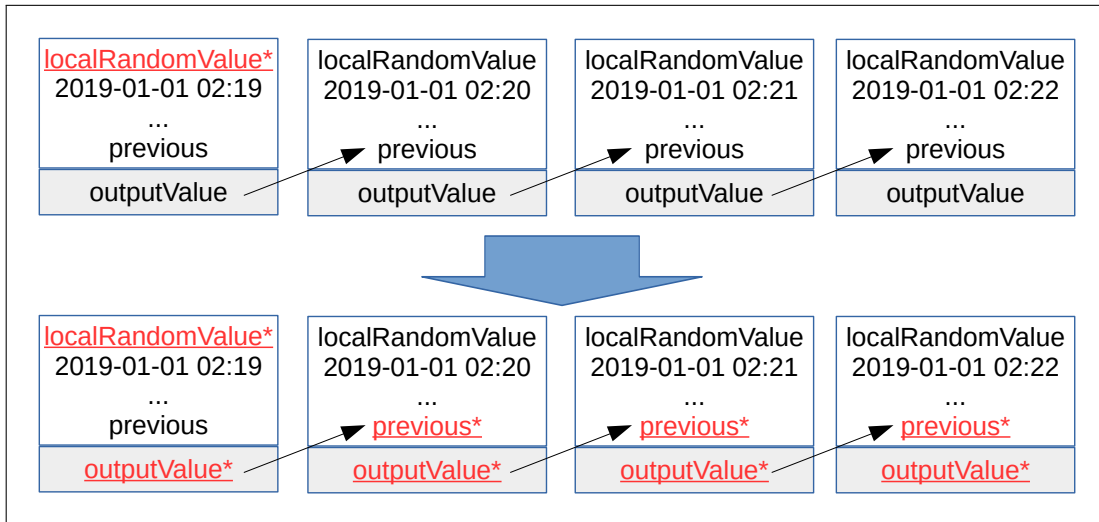 localRandomValue*
2019-01-01 02:19
...
previous
outputValue
localRandomValue
2019-01-01 02:20
...
previous
outputValue
localRandomValue
2019-01-01 02:21
...
previous
outputValue
localRandomValue
2019-01-01 02:22
...
previous
outputValue
localRandomValue*
2019-01-01 02:19
...
previous
outputValue*
localRandomValue
2019-01-01 02:20
...
previous*
outputValue*
localRandomValue
2019-01-01 02:21
...
previous*
outputValue*
localRandomValue
2019-01-01 02:22
...
previous*
outputValue*